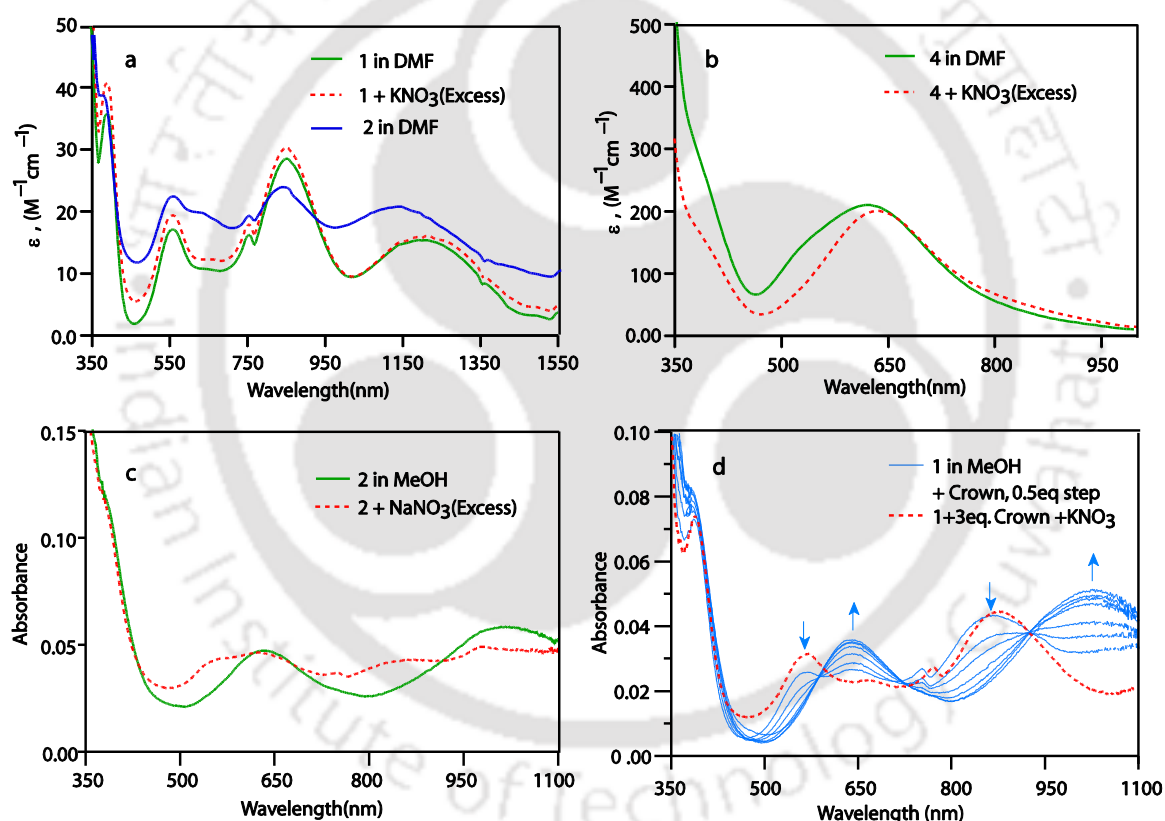 a
1 in DMF
1 + KNO₃(Excess)
2 in DMF
ε , (M⁻¹cm ⁻¹)
50
40
30
20
10
0.0
350 550 750 950 1150 1350 1550
Wavelength(nm)
b
4 in DMF
4 + KNO₃(Excess)
ε , (M⁻¹cm ⁻¹)
500
400
300
200
100
0.00
350 500 650 800 950
Wavelength(nm)
c
2 in MeOH
2 + NaNO₃(Excess)
Absorbance
0.15
0.10
0.05
0.00
350 500 650 800 950 1100
Wavelength(nm)
d
1 in MeOH
+ Crown, 0.5eq step
1+3eq. Crown +KNO₃
Absorbance
0.10
0.08
0.06
0.04
0.02
0.00
350 500 650 800 950 1100
Wavelength (nm)
Indian Institute of Technology Guwahati